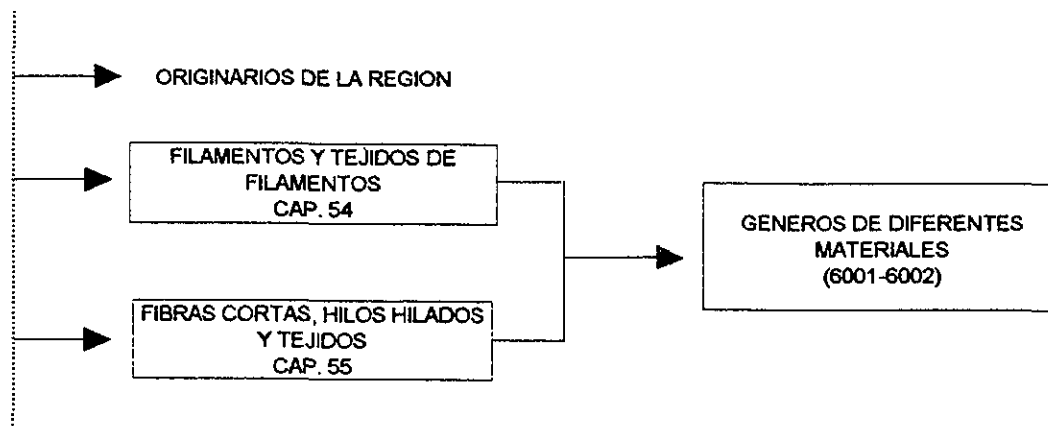 ORIGINARIOS DE LA REGION
FILAMENTOS Y TEJIDOS DE
FILAMENTOS
CAP. 54
FIBRAS CORTAS, HILOS HILADOS
Y TEJIDOS
CAP. 55
GENEROS DE DIFERENTES
MATERIALES
(6001-6002)